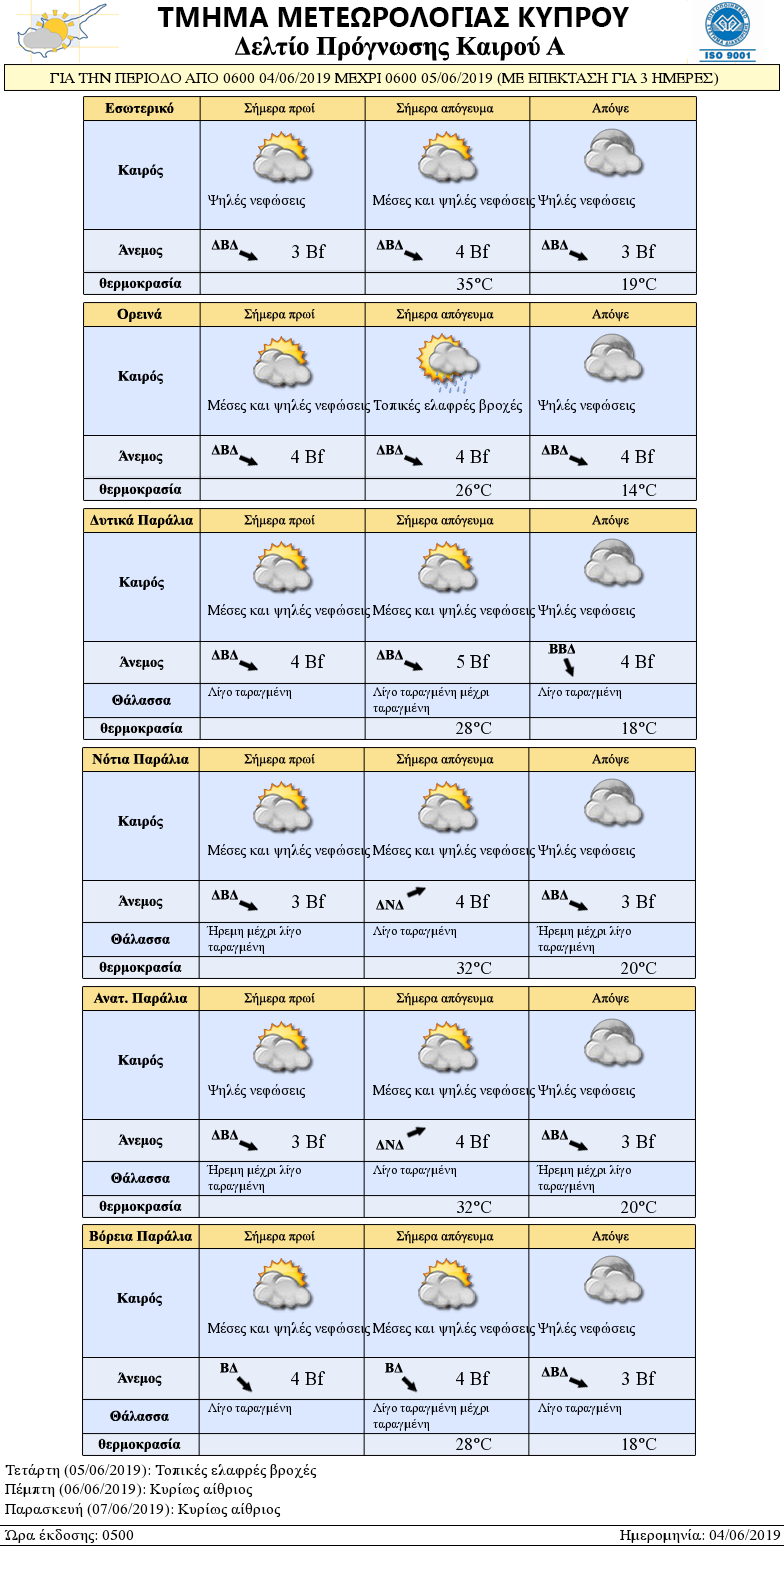 ΤΜΗΜΑ ΜΕΤΕΩΡΟΛΟΓΙΑΣ ΚΥΠΡΟΥ
Δελτίο Πρόγνωσης Καιρού Α
ISO 9001
ΓΙΑ ΤΗΝ ΠΕΡΙΟΔΟ ΑΠΟ 0600 04/06/2019 ΜΕΧΡΙ 0600 05/06/2019 (ΜΕ ΕΠΕΚΤΑΣΗ ΓΙΑ 3 ΗΜΕΡΕΣ)
Εσωτερικό Σήμερα πρωί Σήμερα απόγευμα Απόψε
Καιρός
Ψηλές νεφώσεις Μέσες και ψηλές νεφώσεις Ψηλές νεφώσεις
Άνεμος ΔΒΔ 3 Bf ΔΒΔ 4 Bf ΔΒΔ 3 Bf
θερμοκρασία 35°C 19°C
Ορεινά Σήμερα πρωί Σήμερα απόγευμα Απόψε
Καιρός
Μέσες και ψηλές νεφώσεις Τοπικές ελαφρές βροχές Ψηλές νεφώσεις
Άνεμος ΔΒΔ 4 Bf ΔΒΔ 4 Bf ΔΒΔ 4 Bf
θερμοκρασία 26°C 14°C
Δυτικά Παράλια Σήμερα πρωί Σήμερα απόγευμα Απόψε
Καιρός
Μέσες και ψηλές νεφώσεις Μέσες και ψηλές νεφώσεις Ψηλές νεφώσεις
Άνεμος ΔΒΔ 4 Bf ΔΒΔ 5 Bf ΒΒΔ 4 Bf
Θάλασσα Λίγο ταραγμένη Λίγο ταραγμένη μέχρι Λίγο ταραγμένη
ταραγμένη
θερμοκρασία 28°C 18°C
Νότια Παράλια Σήμερα πρωί Σήμερα απόγευμα Απόψε
Καιρός
Μέσες και ψηλές νεφώσεις Μέσες και ψηλές νεφώσεις Ψηλές νεφώσεις
Άνεμος ΔΒΔ 3 Bf ΔΝΔ 4 Bf ΔΒΔ 3 Bf
Θάλασσα Ήρεμη μέχρι λίγο Λίγο ταραγμένη Ήρεμη μέχρι λίγο
ταραγμένη ταραγμένη
θερμοκρασία 32°C 20°C
Ανατ. Παράλια Σήμερα πρωί Σήμερα απόγευμα Απόψε
Καιρός
Ψηλές νεφώσεις Μέσες και ψηλές νεφώσεις Ψηλές νεφώσεις
Άνεμος ΔΒΔ 3 Bf ΔΝΔ 4 Bf ΔΒΔ 3 Bf
Θάλασσα Ήρεμη μέχρι λίγο Λίγο ταραγμένη Ήρεμη μέχρι λίγο
ταραγμένη ταραγμένη
θερμοκρασία 32°C 20°C
Βόρεια Παράλια Σήμερα πρωί Σήμερα απόγευμα Απόψε
Καιρός
Μέσες και ψηλές νεφώσεις Μέσες και ψηλές νεφώσεις Ψηλές νεφώσεις
Άνεμος ΒΔ 4 Bf ΒΔ 4 Bf ΔΒΔ 3 Bf
Θάλασσα Λίγο ταραγμένη Λίγο ταραγμένη μέχρι Λίγο ταραγμένη
ταραγμένη
θερμοκρασία 28°C 18°C
Τετάρτη (05/06/2019): Τοπικές ελαφρές βροχές
Πέμπτη (06/06/2019): Κυρίως αίθριος
Παρασκευή (07/06/2019): Κυρίως αίθριος
Ώρα έκδοσης: 0500 Ημερομηνία: 04/06/2019